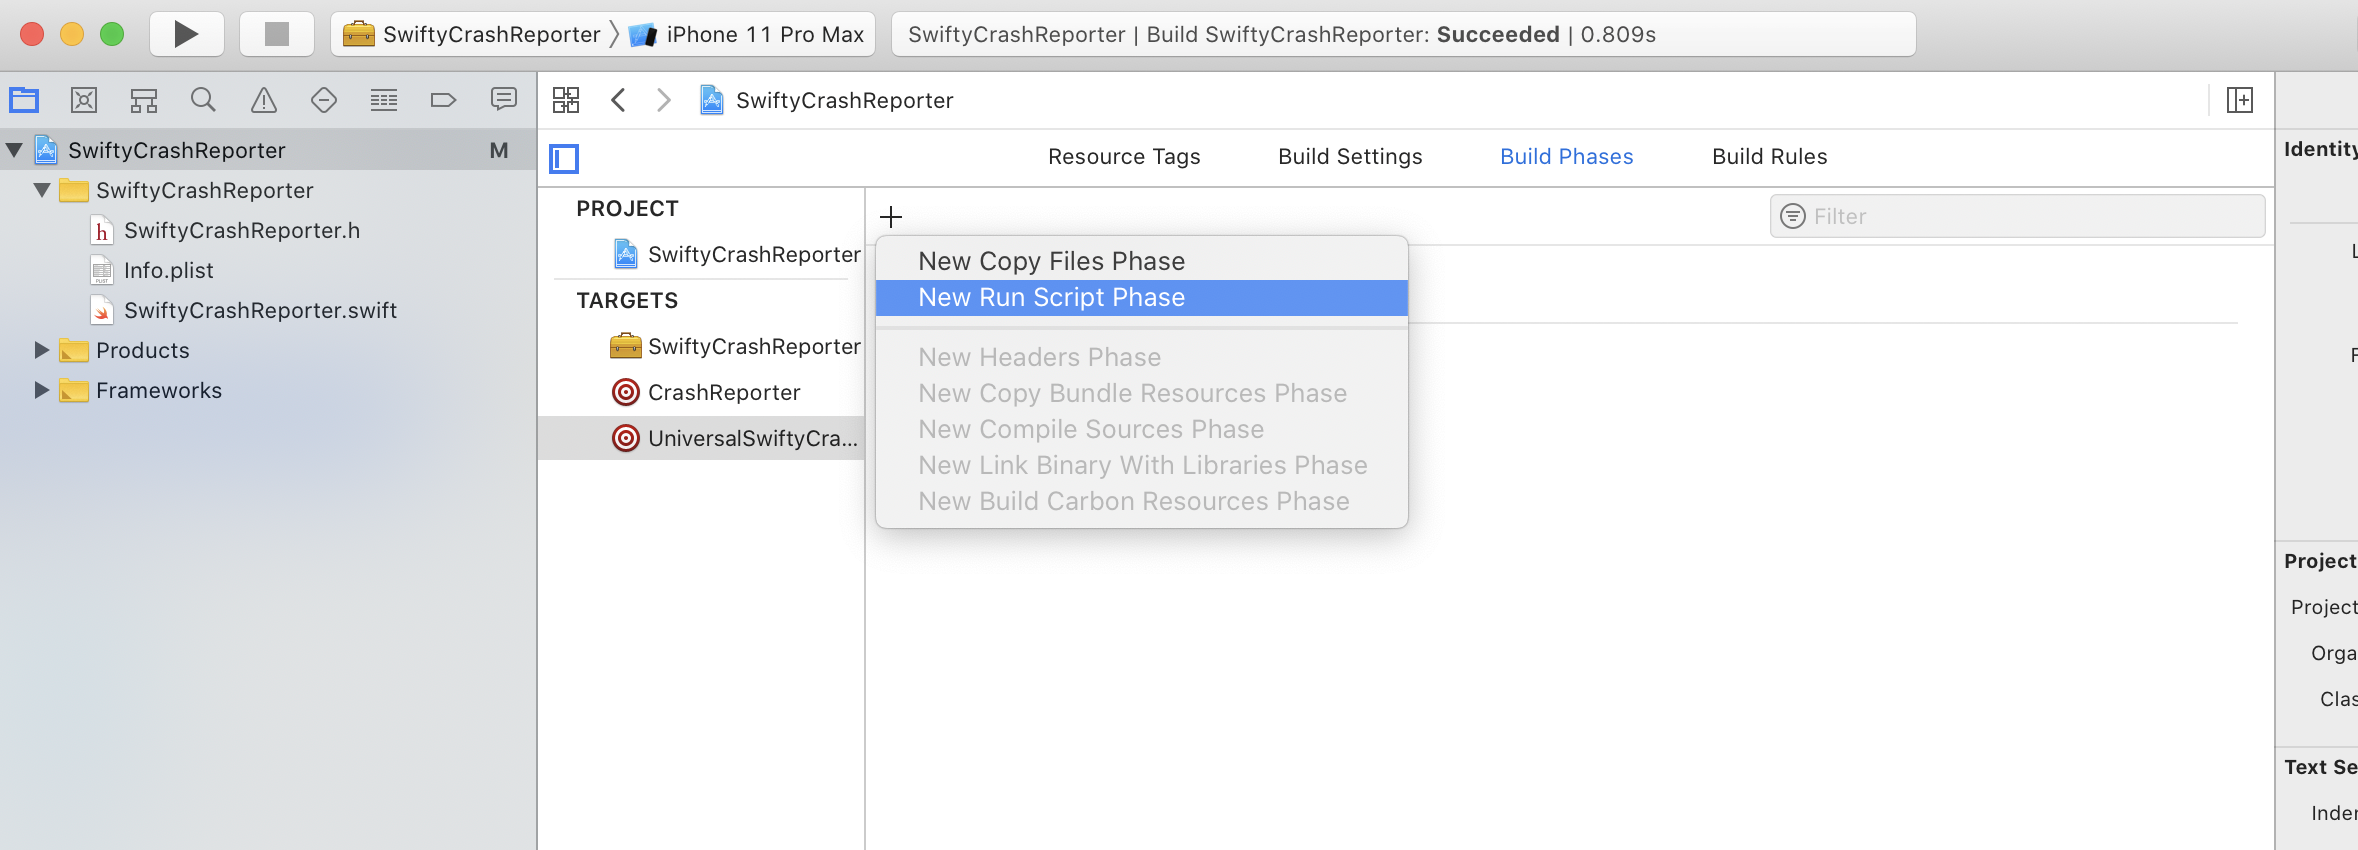 SwiftyCrashReporter
iPhone 11 Pro Max
SwiftyCrashReporter | Build SwiftyCrashReporter: Succeeded | 0.809s
SwiftyCrashReporter
SwiftyCrashReporter M
SwiftyCrashReporter
h SwiftyCrashReporter.h
PLIST Info.plist
SwiftyCrashReporter.swift
Products
Frameworks
Resource Tags
Build Settings
Build Phases
Build Rules
PROJECT
SwiftyCrashReporter
TARGETS
SwiftyCrashReporter
CrashReporter
UniversalSwiftyCra...
Filter
New Copy Files Phase
New Run Script Phase
New Headers Phase
New Copy Bundle Resources Phase
New Compile Sources Phase
New Link Binary With Libraries Phase
New Build Carbon Resources Phase
Identity
L
F
Project
Project
Orga
Clas
Text Se
Inder